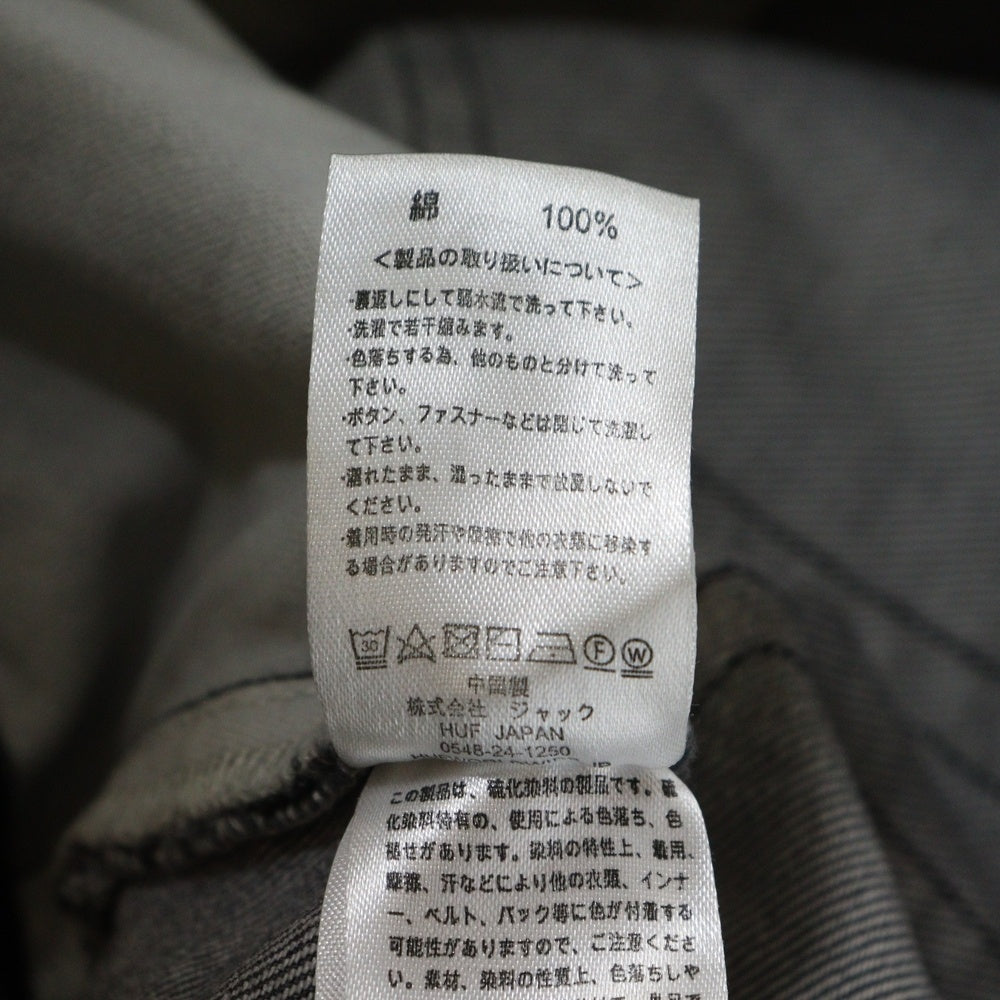 綿 100%
<製品の取り扱いについて>
・裏返しにして弱水流で洗って下さい。
・洗濯で若干縮みます。
・色落ちする為、他のものと分けて洗って
下さい。
・ボタン、ファスナーなどは閉じて洗濯し
て下さい。
・濡れたまま、湿ったままで放置しないで
ください。
・着用時の発汗や摩擦で他の衣類に移染す
る場合がありますのでご注意下さい。
30 F W
中国製
株式会社 ジャック
HUF JAPAN
0548-24-1250
この製品は、硫化染料の製品です。硫
化染料特有の、使用による色落ち、色
褪せがあります。染料の特性上、着用、
摩擦、汗などにより他の衣類、インナ
ー、ベルト、バック等に色が付着する
可能性がありますので、ご注意くださ
い。素材、染料の性質上、色落ちしや